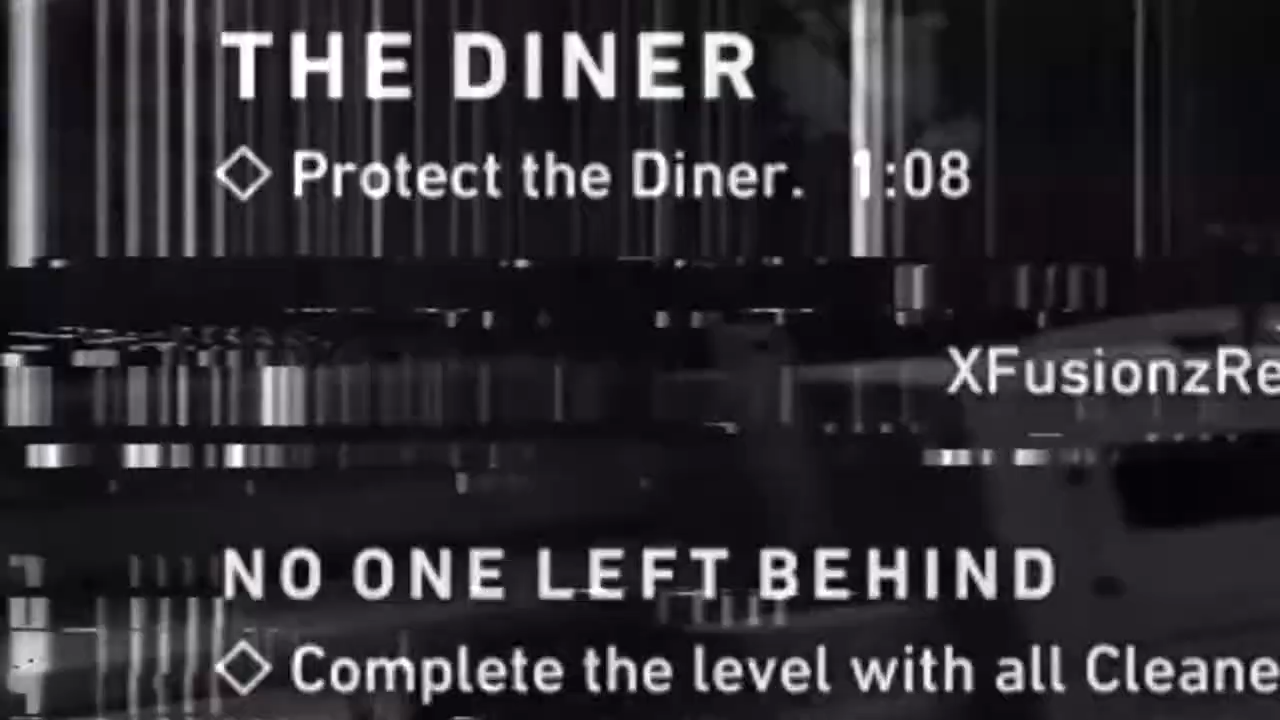 THE DINER
Protect the Diner. 1:08
XFusionzRe
NO ONE LEFT BEHIND
Complete the level with all Cleane